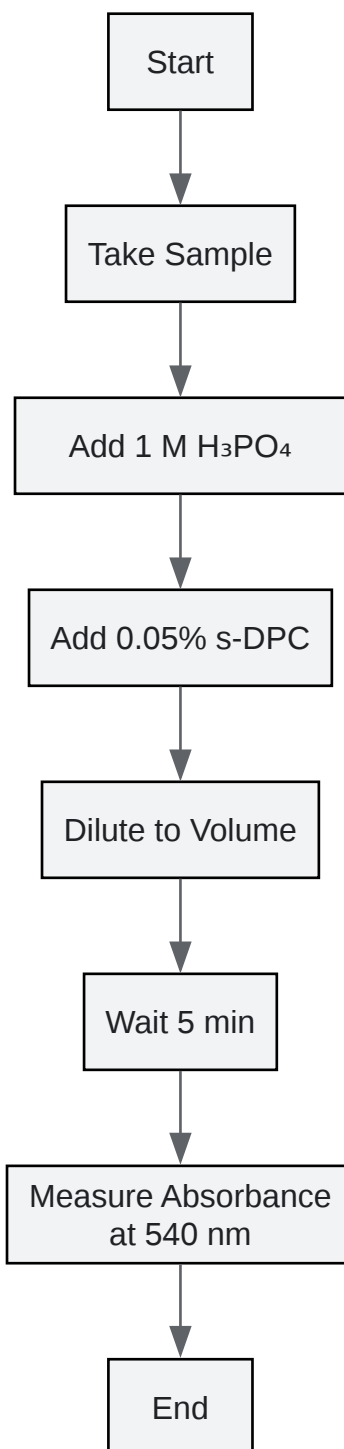 Start
Take Sample
Add 1 M H₃PO₄
Add 0.05% s-DPC
Dilute to Volume
Wait 5 min
Measure Absorbance
at 540 nm
End